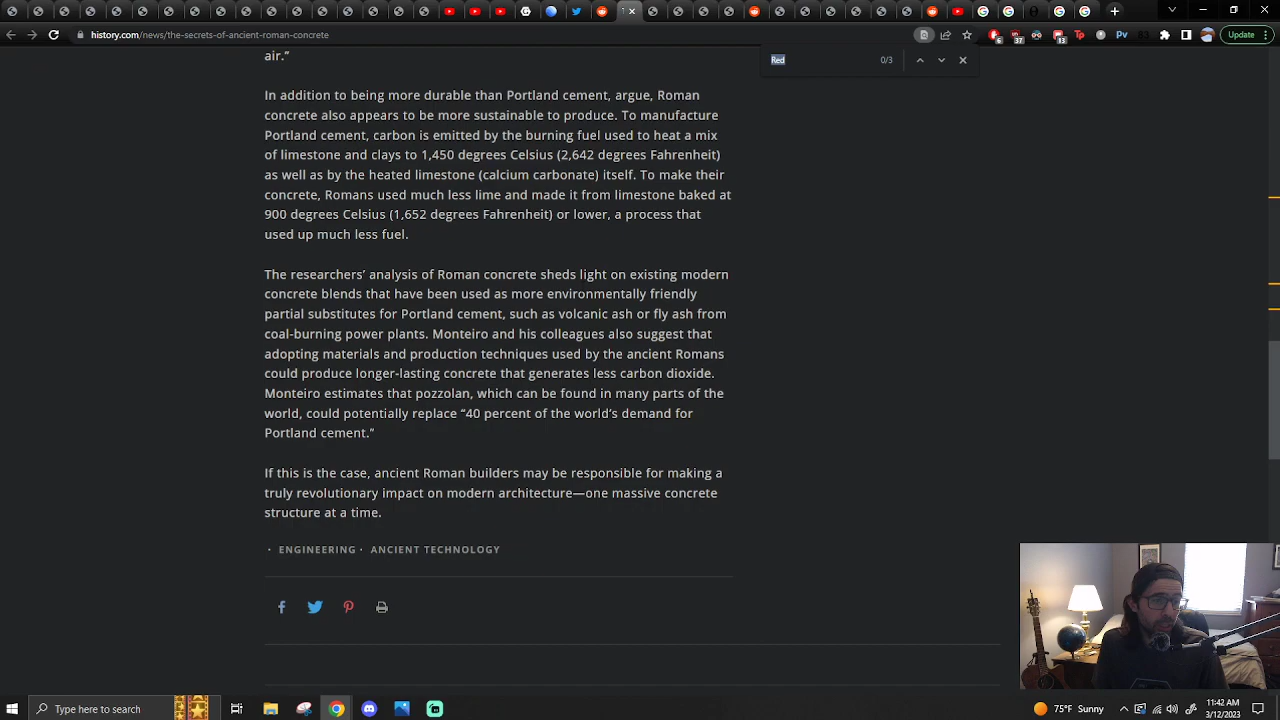 history.com/news/the-secrets-of-ancient-roman-concrete
Update
Red
0/3
air.”
In addition to being more durable than Portland cement, argue, Roman
concrete also appears to be more sustainable to produce. To manufacture
Portland cement, carbon is emitted by the burning fuel used to heat a mix
of limestone and clays to 1,450 degrees Celsius (2,642 degrees Fahrenheit)
as well as by the heated limestone (calcium carbonate) itself. To make their
concrete, Romans used much less lime and made it from limestone baked at
900 degrees Celsius (1,652 degrees Fahrenheit) or lower, a process that
used up much less fuel.
The researchers’ analysis of Roman concrete sheds light on existing modern
concrete blends that have been used as more environmentally friendly
partial substitutes for Portland cement, such as volcanic ash or fly ash from
coal-burning power plants. Monteiro and his colleagues also suggest that
adopting materials and production techniques used by the ancient Romans
could produce longer-lasting concrete that generates less carbon dioxide.
Monteiro estimates that pozzolan, which can be found in many parts of the
world, could potentially replace “40 percent of the world’s demand for
Portland cement.”
If this is the case, ancient Roman builders may be responsible for making a
truly revolutionary impact on modern architecture—one massive concrete
structure at a time.
· ENGINEERING · ANCIENT TECHNOLOGY
Type here to search
75°F Sunny
11:42 AM
3/12/2023